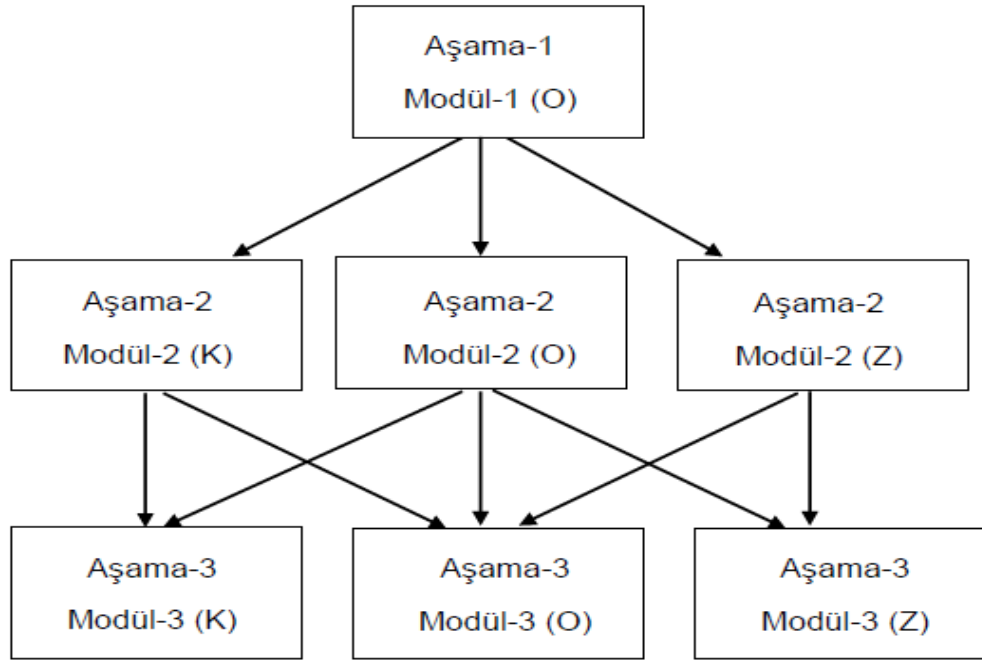 Aşama-1
Modül-1 (O)
Aşama-2
Modül-2 (K)
Aşama-2
Modül-2 (O)
Aşama-2
Modül-2 (Z)
Aşama-3
Modül-3 (K)
Aşama-3
Modül-3 (O)
Aşama-3
Modül-3 (Z)